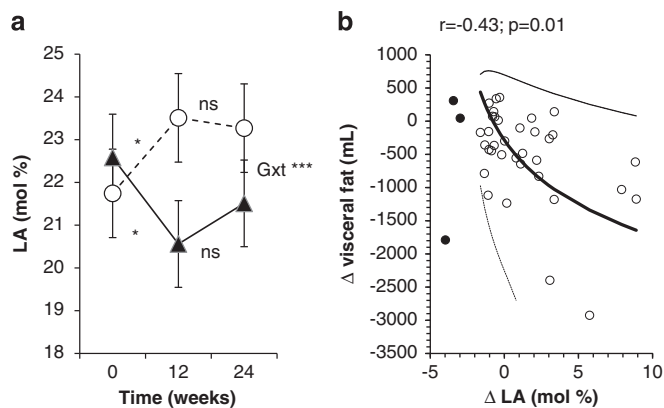 a
LA (mol %)
25
24
23
22
21
20
19
18
*
ns
Gxt ***
*
ns
0
12
24
Time (weeks)
b
r=-0.43; p=0.01
Δ visceral fat (mL)
1000
500
0
-500
-1000
-1500
-2000
-2500
-3000
-3500
-5
0
5
10
Δ LA (mol %)